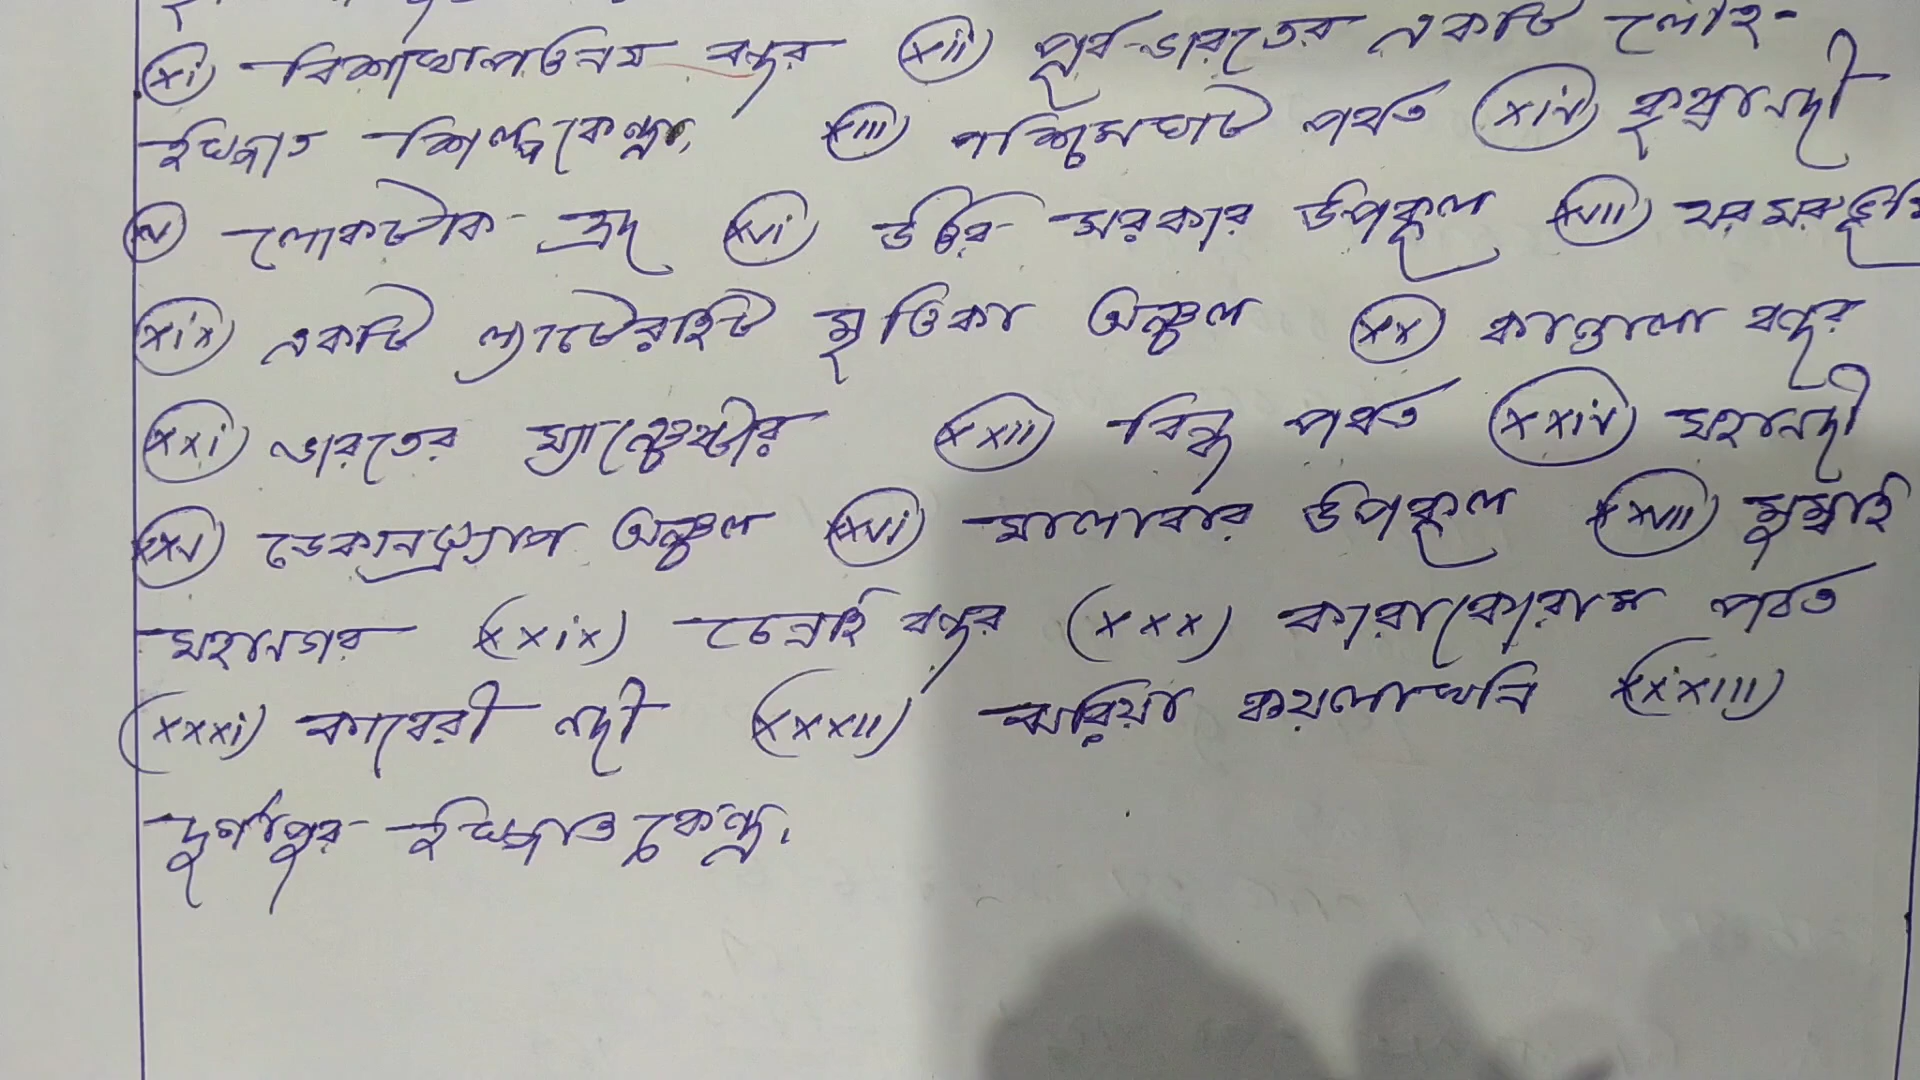 (xi) বিশাখাপত্তনম বন্দর (xii) পূর্ব-ভারতের একটি লৌহ-
ইস্পাত শিল্পকেন্দ্র, (xiii) পশ্চিমঘাট পর্বত (xiv) কৃষ্ণানদী
(xv) লোকটাক হ্রদ (xvi) উত্তর সরকার উপকূল (xvii) থর মরুভূমি
(xix) একটি ল্যাটেরাইট মৃত্তিকা অঞ্চল (xx) কান্ডালা বন্দর
(xxi) ভারতের ম্যাঞ্চেস্টার (xxii) বিন্ধ্য পর্বত (xxiv) মহানদী
(xxv) ডেকানট্র্যাপ অঞ্চল (xxvi) মালাবার উপকূল (xxvii) মুম্বাই
মহানগর (xxix) চেন্নাই বন্দর (xxx) কারাকোরাম পর্বত
(xxxi) কাবেরী নদী (xxxii) ঝরিয়া কয়লাখনি (xxxiii)
দুর্গাপুর ইস্পাত কেন্দ্র।